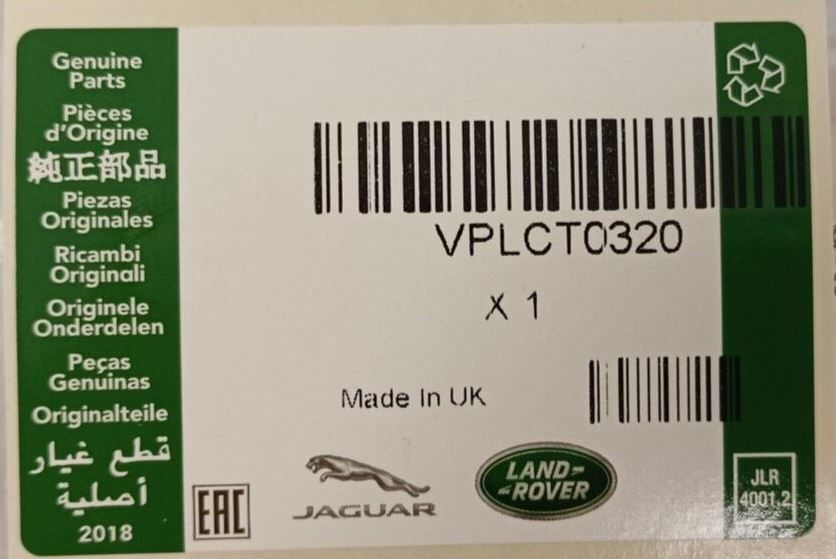 Genuine
Parts
Pièces
d'Origine
純正部品
Piezas
Originales
Ricambi
Originali
Originele
Onderdelen
Peças
Genuinas
Originalteile
قطع غيار
أصلية
2018
VPLCT0320
X 1
Made In UK
EAC
JAGUAR
LAND-
-ROVER
JLR
4001.2